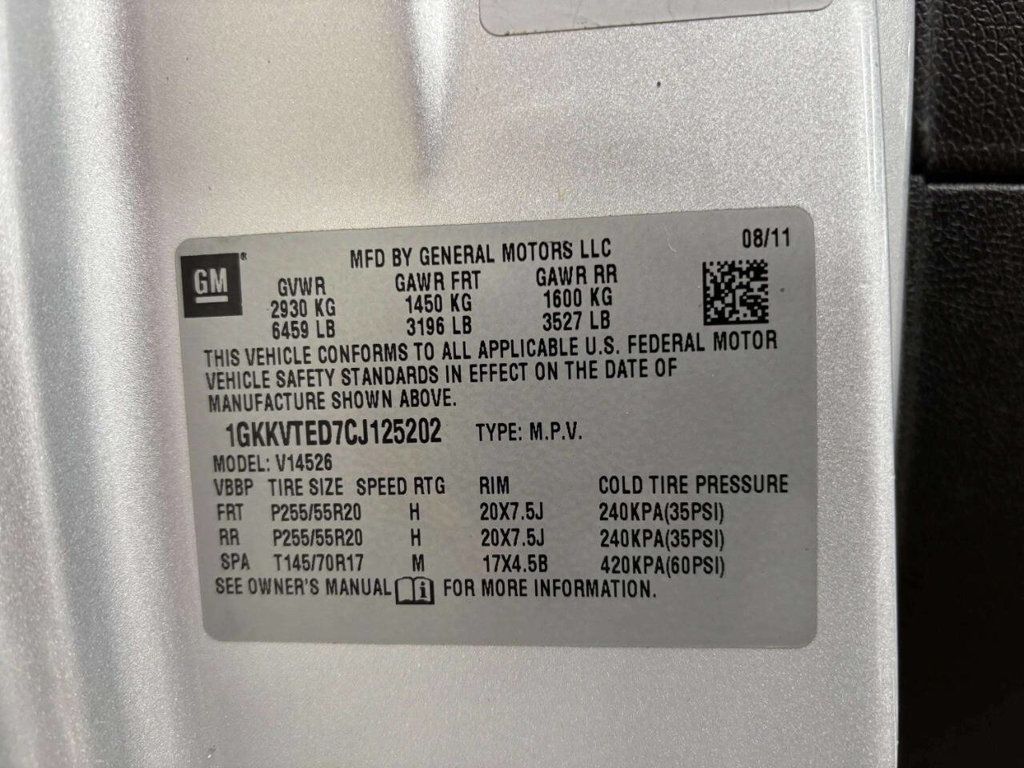 08/11
GM
MFD BY GENERAL MOTORS LLC
GVWR GAWR FRT GAWR RR
2930 KG 1450 KG 1600 KG
6459 LB 3196 LB 3527 LB
THIS VEHICLE CONFORMS TO ALL APPLICABLE U.S. FEDERAL MOTOR
VEHICLE SAFETY STANDARDS IN EFFECT ON THE DATE OF
MANUFACTURE SHOWN ABOVE.
1GKKVTED7CJ125202 TYPE: M.P.V.
MODEL: V14526
VBBP TIRE SIZE SPEED RTG RIM COLD TIRE PRESSURE
FRT P255/55R20 H 20X7.5J 240KPA(35PSI)
RR P255/55R20 H 20X7.5J 240KPA(35PSI)
SPA T145/70R17 M 17X4.5B 420KPA(60PSI)
SEE OWNER'S MANUAL i FOR MORE INFORMATION.